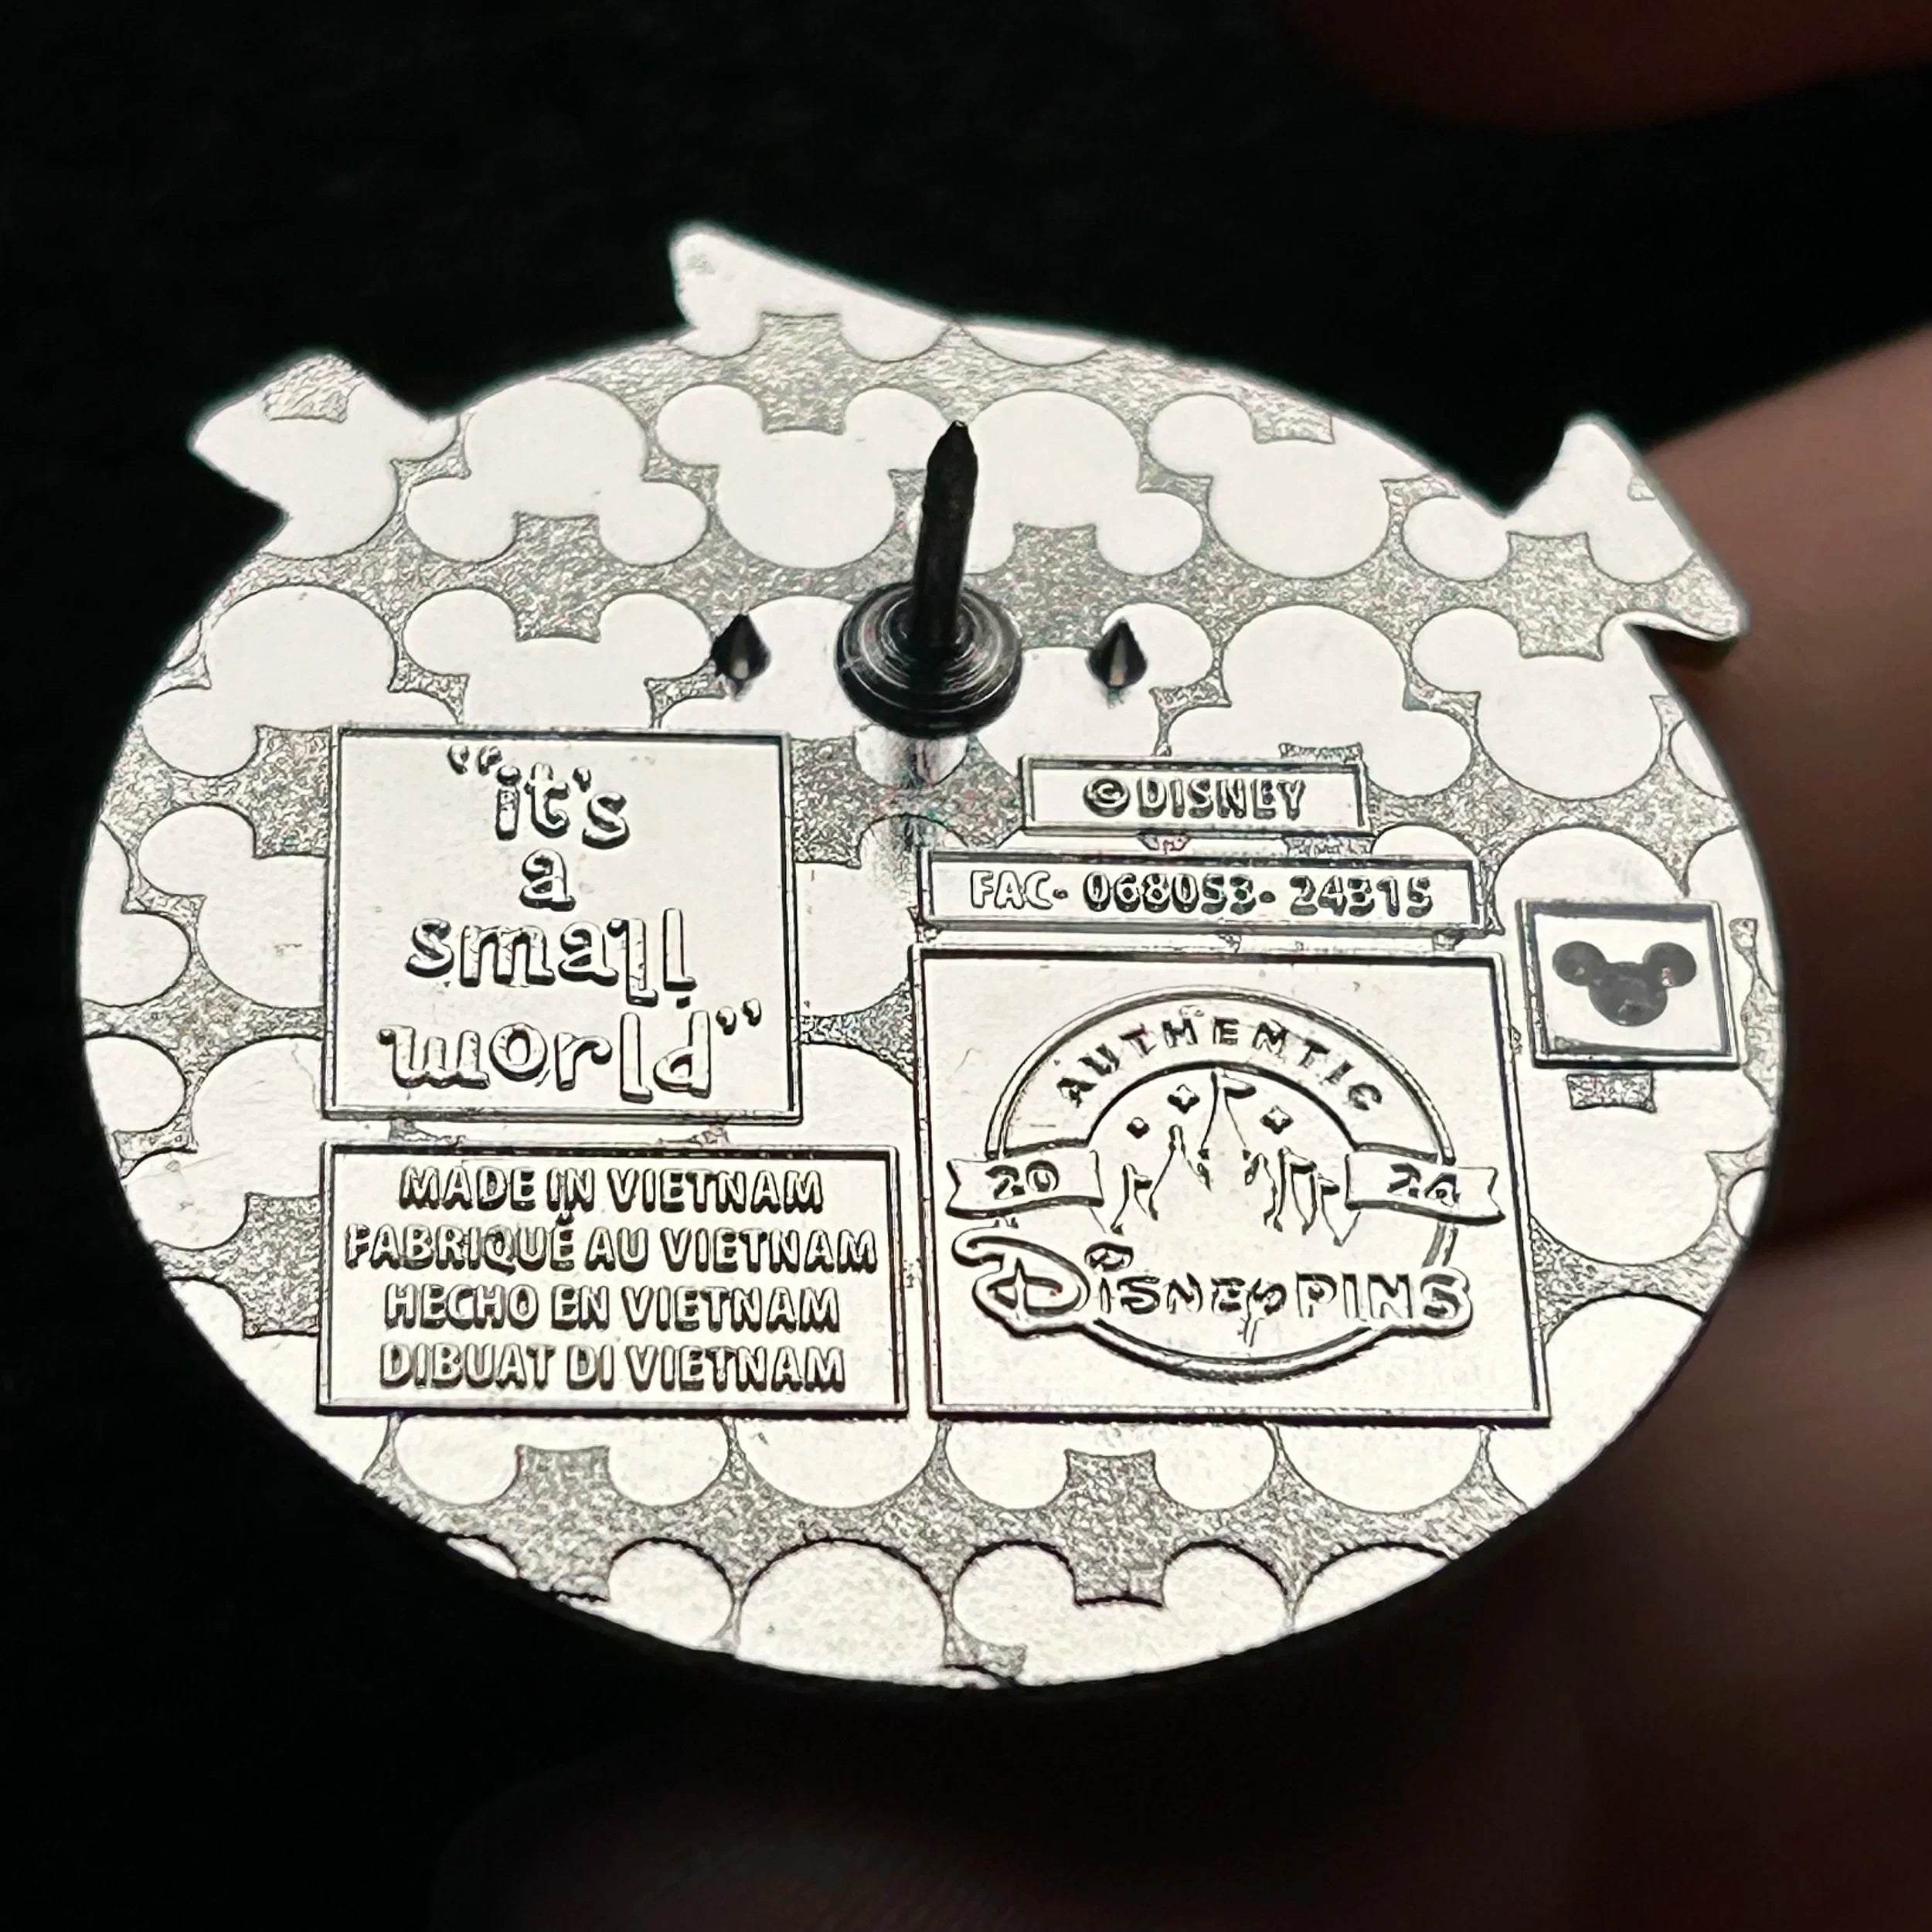 “it's
a
small
world”
MADE IN VIETNAM
FABRIQUÉ AU VIETNAM
HECHO EN VIETNAM
DIBUAT DI VIETNAM
©DISNEY
FAC- 068053- 24315
AUTHENTIC
20 24
Disney PINS